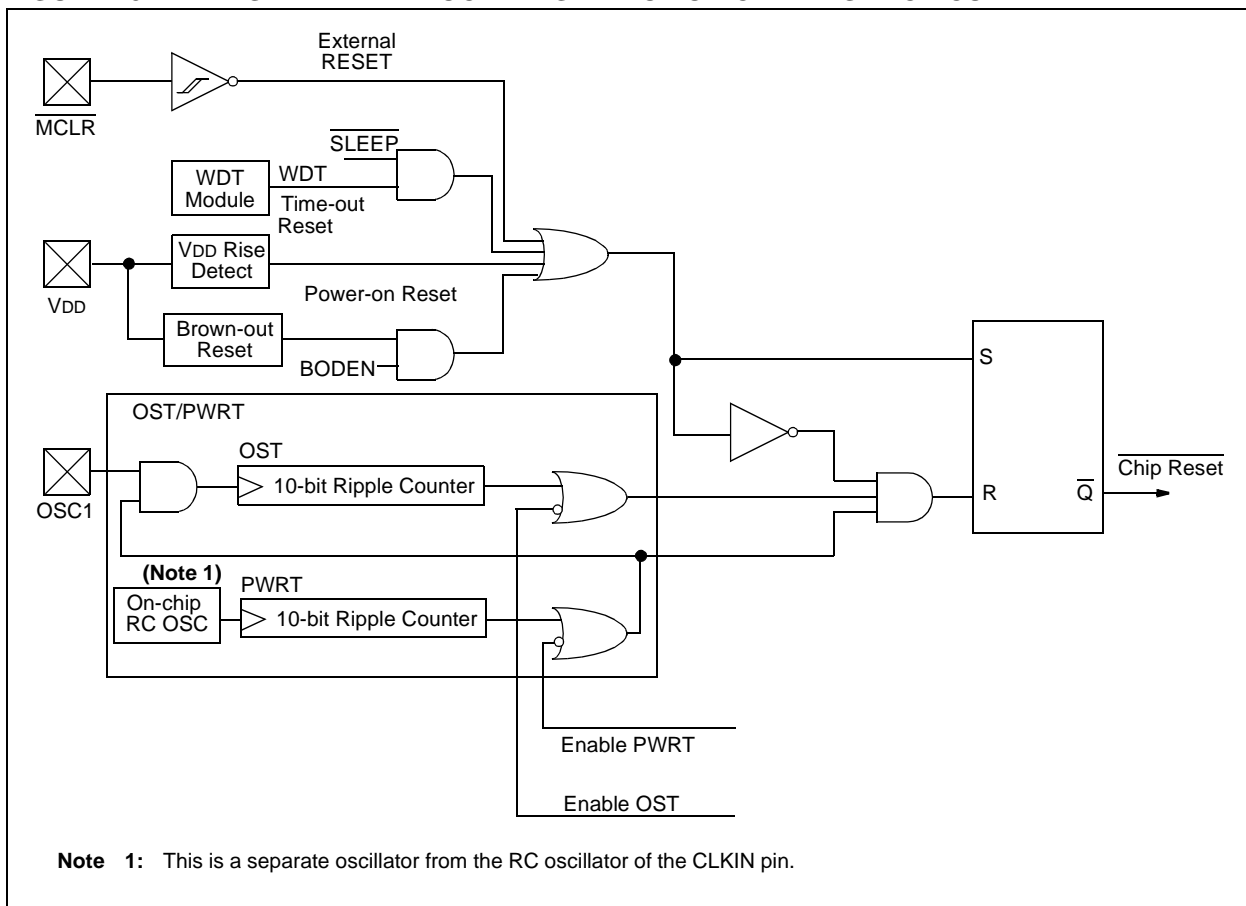 External
RESET
MCLR
SLEEP
WDT
Module
WDT
Time-out
Reset
VDD Rise
Detect
VDD
Power-on Reset
Brown-out
Reset
BODEN
S
OST/PWRT
OST
10-bit Ripple Counter
OSC1
R
Q
Chip Reset
(Note 1)
On-chip
RC OSC
PWRT
10-bit Ripple Counter
Enable PWRT
Enable OST
Note 1: This is a separate oscillator from the RC oscillator of the CLKIN pin.